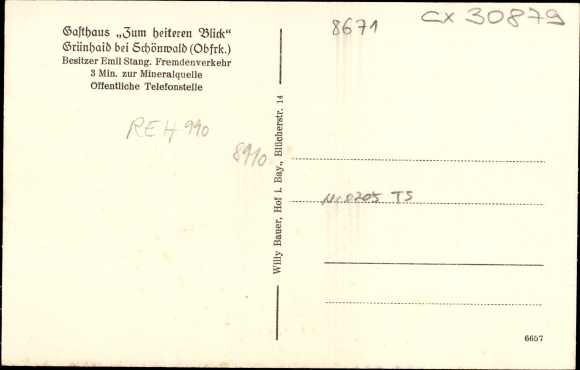 Gasthaus „Zum heiteren Blick“
Grünhaid bei Schönwald (Obfrk.)
Besitzer Emil Stang. Fremdenverkehr
3 Min. zur Mineralquelle
Öffentliche Telefonstelle
8671
CX 30879
REH 990
8910
Willy Bauer, Hof i. Bay., Blücherstr. 14
TS
6657